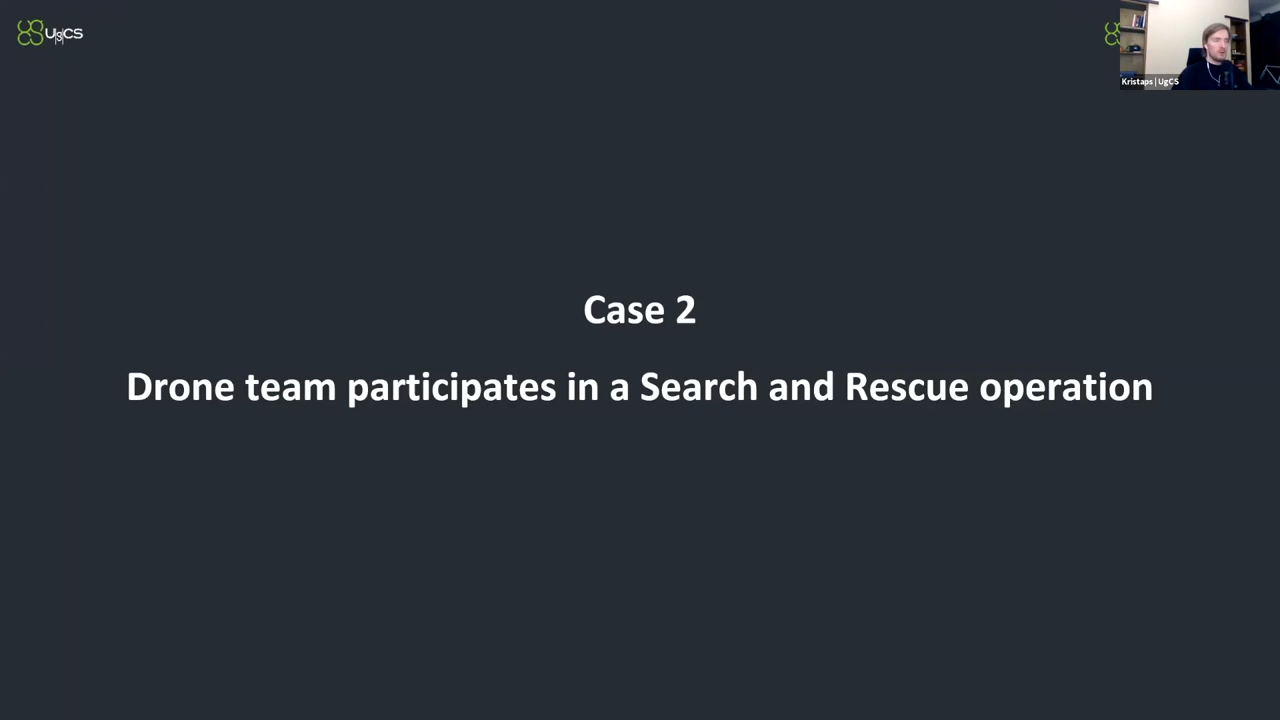 UgCS
Kristaps | UgCS
Case 2
Drone team participates in a Search and Rescue operation